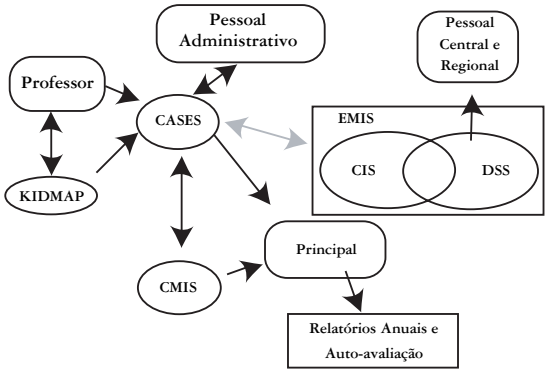 Pessoal
Administrativo
Pessoal
Central e
Regional
Professor
CASES
EMIS
CIS
DSS
KIDMAP
Principal
CMIS
Relatórios Anuais e
Auto-avaliação